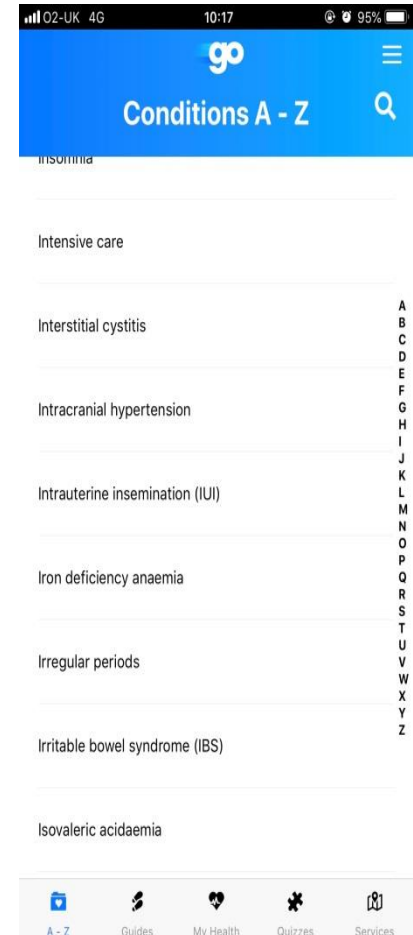 O2-UK 4G 10:17 95%
go
Conditions A - Z
Insomnia
Intensive care
Interstitial cystitis
Intracranial hypertension
Intrauterine insemination (IUI)
Iron deficiency anaemia
Irregular periods
Irritable bowel syndrome (IBS)
Isovaleric acidaemia
A
B
C
D
E
F
G
H
I
J
K
L
M
N
O
P
Q
R
S
T
U
V
W
X
Y
Z
A - Z Guides My Health Quizzes Services